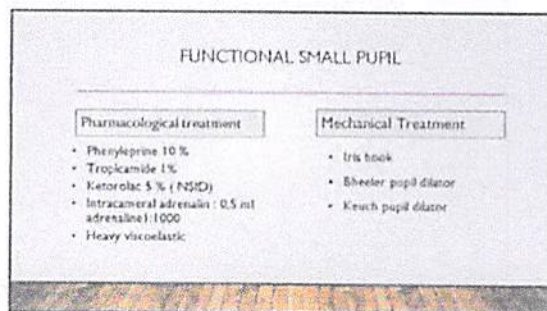 FUNCTIONAL SMALL PUPIL
Pharmacological treatment
• Phenyleprine 10 %
• Tropicamide 1%
• Ketorolac 5 % ( NSID)
• Intracameral adrenalin : 0,5 ml
adrenaline1:1000
• Heavy viscoelastic
Mechanical Treatment
• Iris hook
• Bheeler pupil dilator
• Keuch pupil dilator